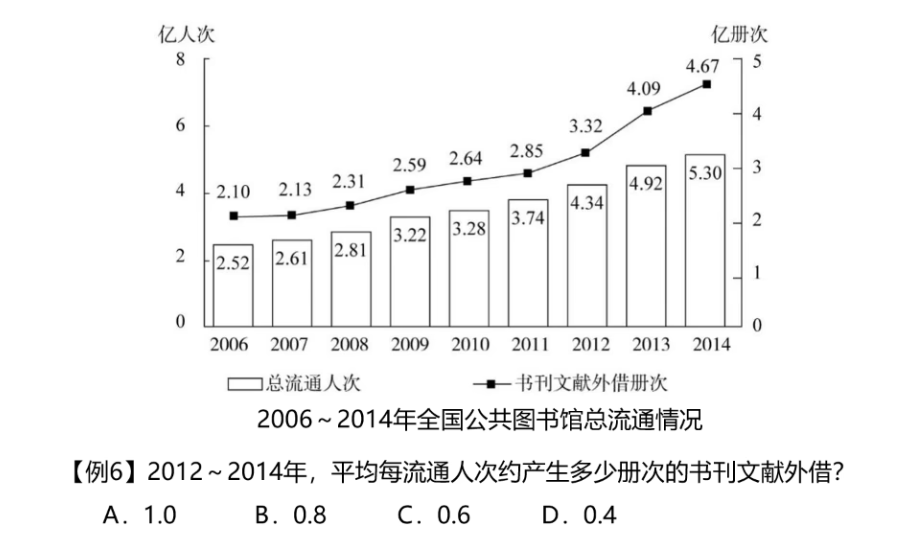 亿人次 亿册次
8 5
4.67
4.09
6 4
3.32
2.85
2.59 2.64
2.31
2.10 2.13
3
4.92 5.30
4 4.34 2
3.74
3.22 3.28
2.81
2.52 2.61
2 1
0 0
2006 2007 2008 2009 2010 2011 2012 2013 2014
总流通人次 书刊文献外借册次
2006～2014年全国公共图书馆总流通情况
【例6】2012～2014年，平均每流通人次约产生多少册次的书刊文献外借？
A．1.0 B．0.8 C．0.6 D．0.4